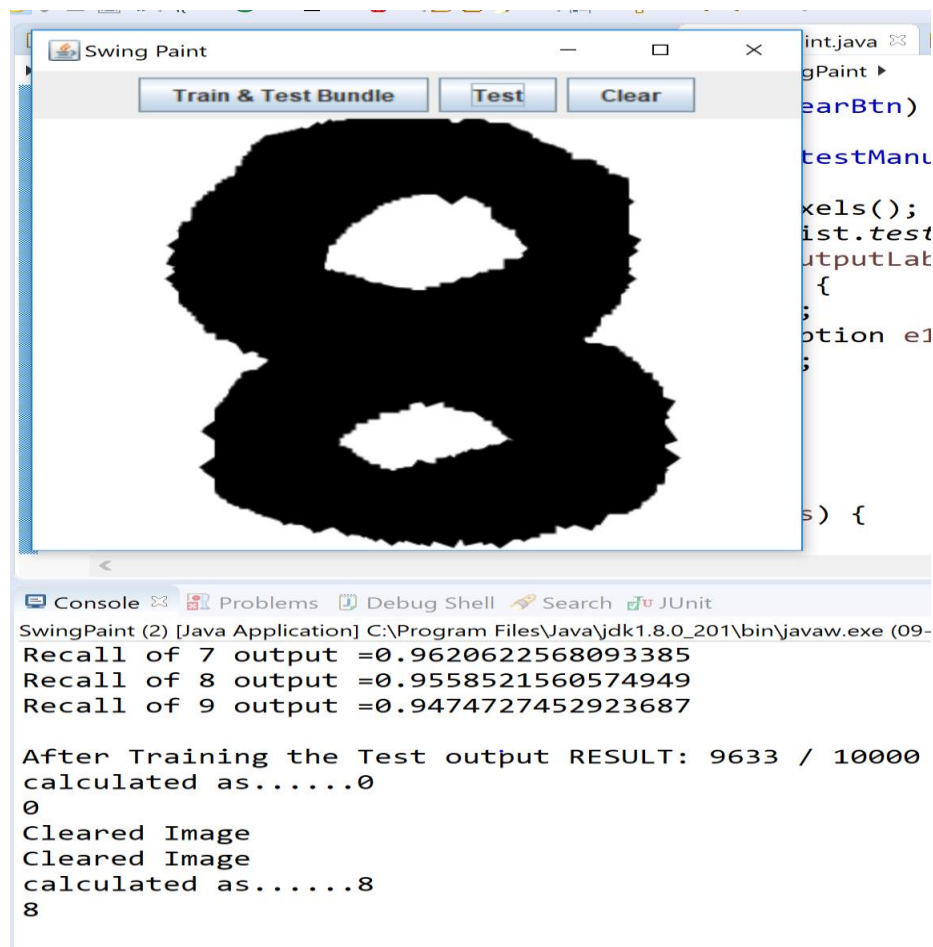 Swing Paint
int.java
Train & Test Bundle Test Clear
gPaint
earBtn)
testManu
xels();
ist.test
utputLab
{
;
ption e1
;
s) {
8
Console Problems Debug Shell Search JUnit
SwingPaint (2) [Java Application] C:\Program Files\Java\jdk1.8.0_201\bin\javaw.exe (09-
Recall of 7 output =0.9620622568093385
Recall of 8 output =0.9558521560574949
Recall of 9 output =0.9474727452923687
After Training the Test output RESULT: 9633 / 10000
calculated as......0
0
Cleared Image
Cleared Image
calculated as......8
8